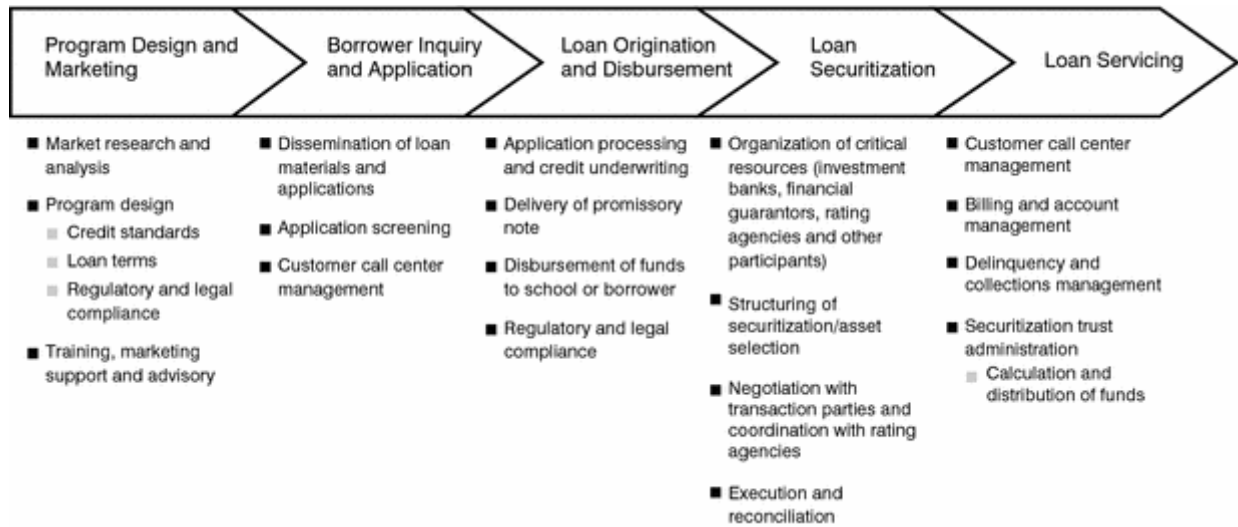 Program Design and
Marketing
Borrower Inquiry
and Application
Loan Origination
and Disbursement
Loan
Securitization
Loan Servicing
Market research and
analysis
Program design
Credit standards
Loan terms
Regulatory and legal
compliance
Training, marketing
support and advisory
Dissemination of loan
materials and
applications
Application screening
Customer call center
management
Application processing
and credit underwriting
Delivery of promissory
note
Disbursement of funds
to school or borrower
Regulatory and legal
compliance
Organization of critical
resources (investment
banks, financial
guarantors, rating
agencies and other
participants)
Structuring of
securitization/asset
selection
Negotiation with
transaction parties and
coordination with rating
agencies
Execution and
reconciliation
Customer call center
management
Billing and account
management
Delinquency and
collections management
Securitization trust
administration
Calculation and
distribution of funds